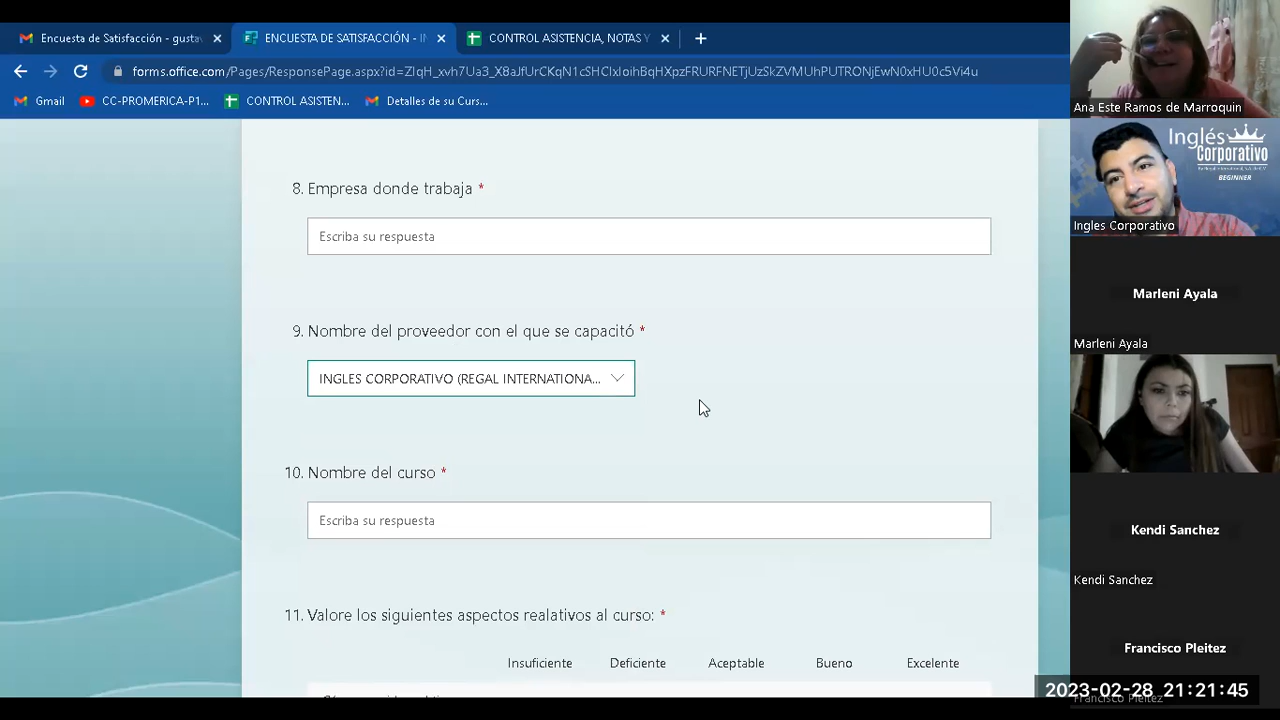 Encuesta de Satisfacción - gusta
ENCUESTA DE SATISFACCIÓN - I
CONTROL ASISTENCIA, NOTAS Y
forms.office.com/Pages/ResponsePage.aspx?id=ZIqH_xvh7Ua3_X8aJfUrCKqN1cSHClxIoihBqHXpzFRURFNETjUzSkZVMUhPUTRONjEwN0xHU0c5Vi4u
Gmail
CC-PROMERICA-P1...
CONTROL ASISTEN...
Detalles de su Curs...
8. Empresa donde trabaja *
Escriba su respuesta
9. Nombre del proveedor con el que se capacitó *
INGLES CORPORATIVO (REGAL INTERNATIONA...
10. Nombre del curso *
Escriba su respuesta
11. Valore los siguientes aspectos realativos al curso: *
Insuficiente Deficiente Aceptable Bueno Excelente
Ana Este Ramos de Marroquin
Inglés
Corporativo
BEGINNER
Ingles Corporativo
Marleni Ayala
Marleni Ayala
Kendi Sanchez
Kendi Sanchez
Francisco Pleitez
2023-02-28 21:21:45
Francisco Pleitez